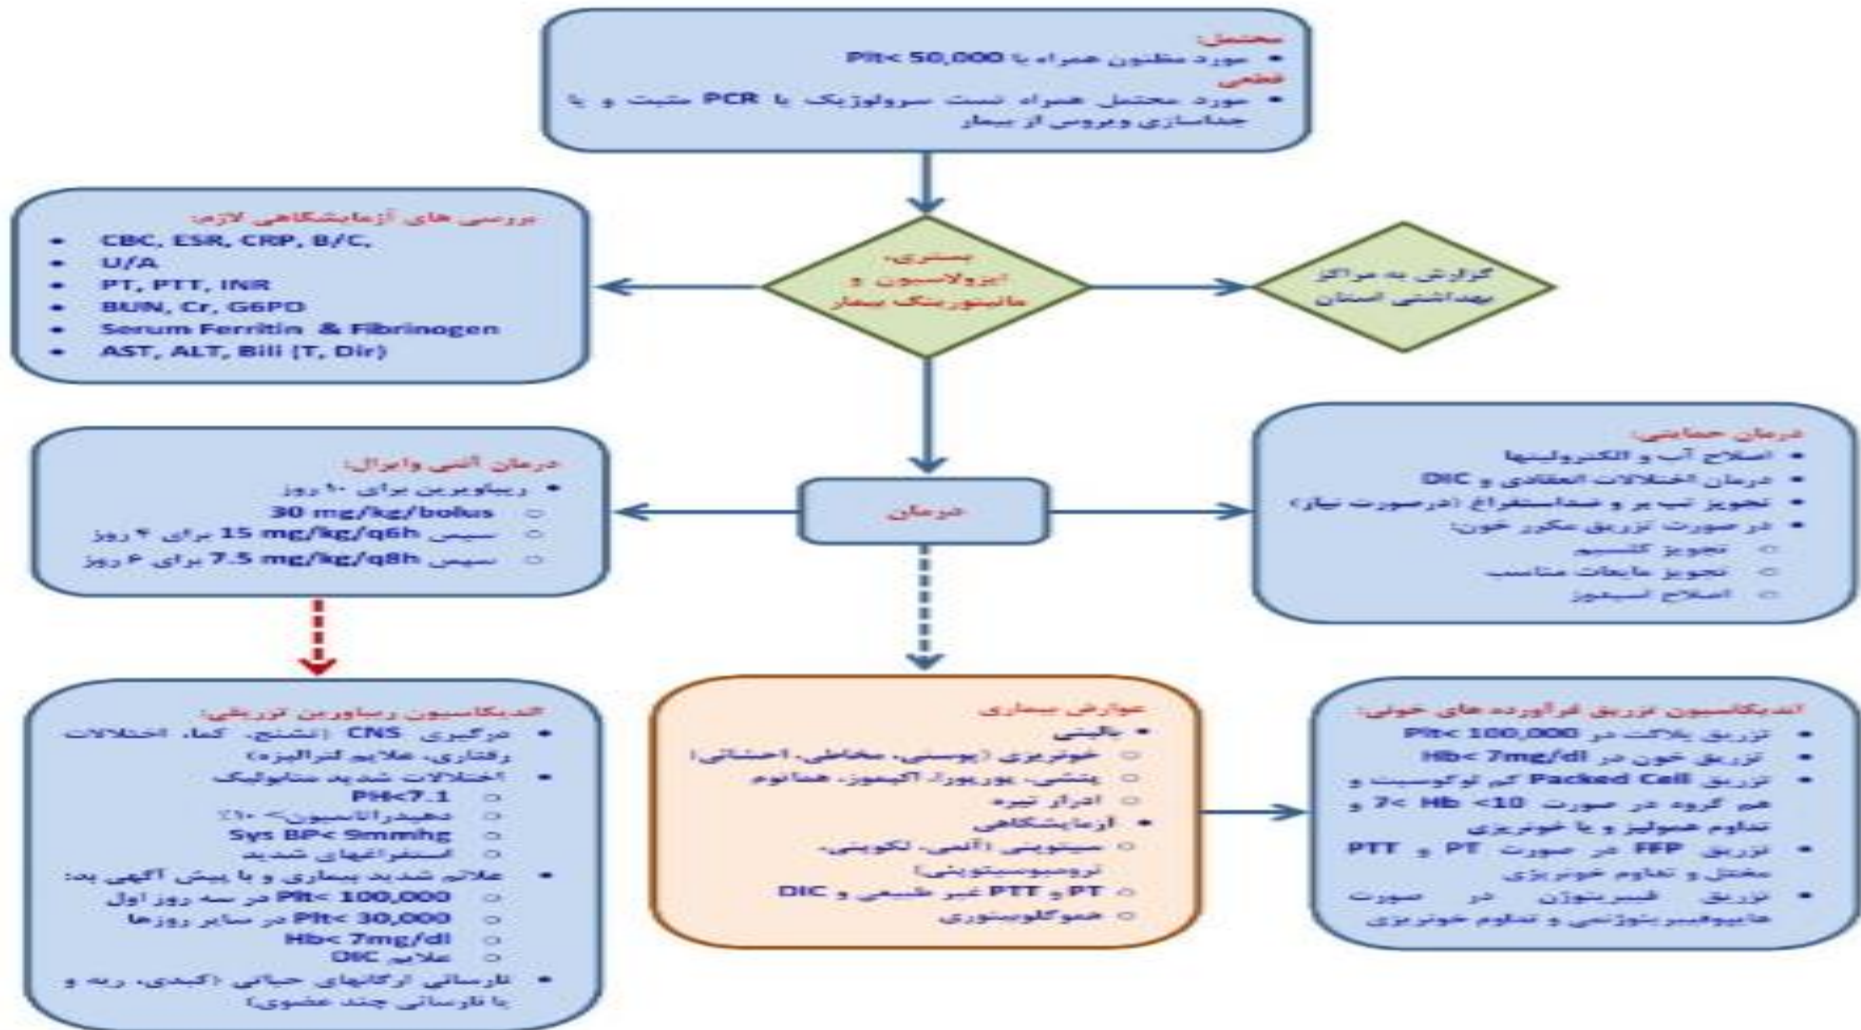 محتمل:
• مورد مظنون همراه با Plt< 50,000
قطعی
• مورد محتمل همراه تست سرولوژیک یا PCR مثبت و یا
جداسازی ویروس از بیمار
بررسی های آزمایشگاهی لازم:
• CBC, ESR, CRP, B/C,
• U/A
• PT, PTT, INR
• BUN, Cr, G6PD
• Serum Ferritin & Fibrinogen
• AST, ALT, Bili (T, Dir)
بستری،
ایزولاسیون و
مانیتورینگ بیمار
گزارش به مراکز
بهداشتی استان
درمان آنتی وایرال:
• ریباویرین برای ۱۰ روز
○ 30 mg/kg/bolus
○ سپس 15 mg/kg/q6h برای ۴ روز
○ سپس 7.5 mg/kg/q8h برای ۶ روز
درمان
درمان حمایتی:
• اصلاح آب و الکترولیتها
• درمان اختلالات انعقادی و DIC
• تجویز تب بر و ضداستفراغ (درصورت نیاز)
• در صورت تزریق مکرر خون:
○ تجویز کلسیم
○ تجویز مایعات مناسب
○ اصلاح اسیدوز
اندیکاسیون ریباورین تزریقی:
• درگیری CNS (تشنج، کما، اختلالات
رفتاری، علایم لترالیزه)
• اختلالات شدید متابولیک
○ PH<7.1
○ دهیدراتاسیون> ۱۰٪
○ Sys BP< 9mmhg
○ استفراغهای شدید
• علائم شدید بیماری و با پیش آگهی بد:
○ Plt< 100,000 در سه روز اول
○ Plt< 30,000 در سایر روزها
○ Hb< 7mg/dl
○ علایم DIC
• نارسائی ارگانهای حیاتی (کبدی، ریه و
یا نارسائی چند عضوی)
عوارض بیماری
• بالینی
○ خونریزی (پوستی، مخاطی، احشائی)
○ پتشی، پورپورا، اکیموز، هماتوم
○ ادرار تیره
• آزمایشگاهی
○ سیتوپنی (آنمی، لکوپنی،
ترومبوسیتوپنی)
○ PT و PTT غیر طبیعی و DIC
○ هموگلوبینوری
اندیکاسیون تزریق فرآورده های خونی:
• تزریق پلاکت در Plt< 100,000
• تزریق خون در Hb< 7mg/dl
• تزریق Packed Cell کم لوکوسیت و
هم گروه در صورت 7< Hb <10 و
تداوم همولیز و یا خونریزی
• تزریق FFP در صورت PT و PTT
مختل و تداوم خونریزی
• تزریق فیبرینوژن در صورت
هایپوفیبرینوژنمی و تداوم خونریزی